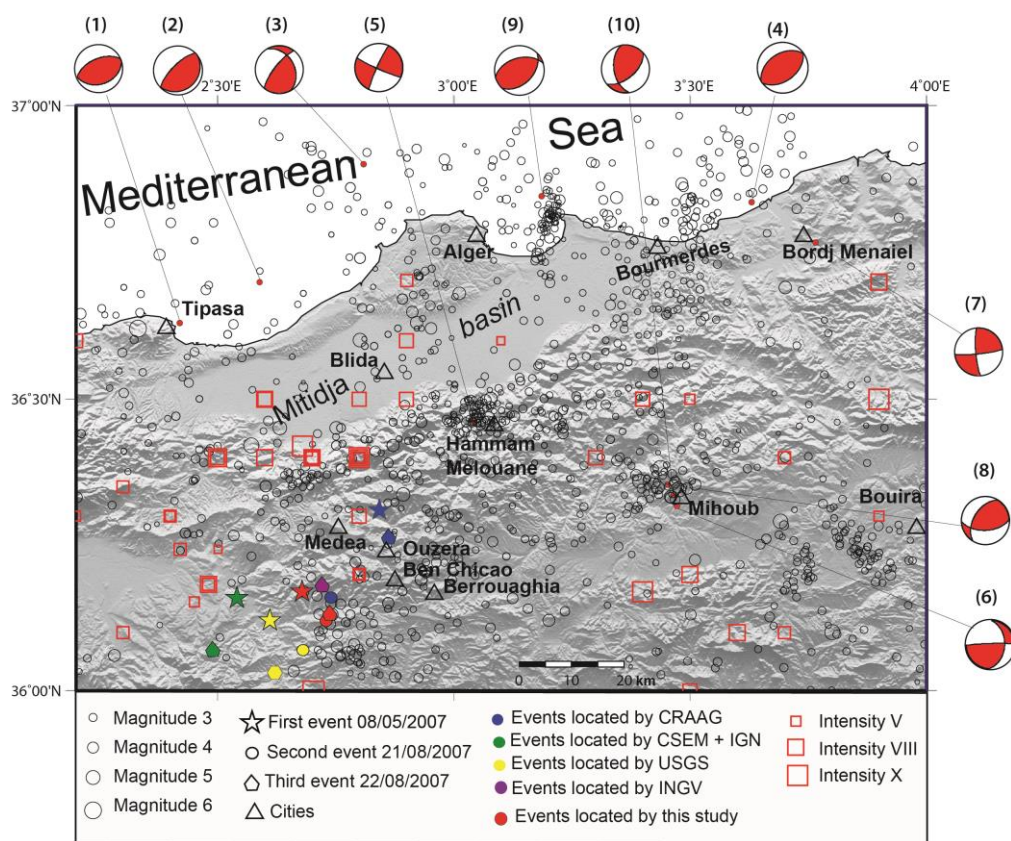 (1)
(2)
(3)
(5)
(9)
(10)
(4)
2°30'E
3°00'E
3°30'E
4°00'E
37°00'N
Mediterranean
Sea
Alger
Bourmerdes
Bordj Menaiel
Tipasa
basin
Blida
Mitidja
(7)
36°30'N
Hammam
Melouane
(8)
Mihoub
Bouira
Medea
Ouzera
Ben Chicao
Berrouaghia
(6)
0 10 20 km
36°00'N
Magnitude 3
Magnitude 4
Magnitude 5
Magnitude 6
First event 08/05/2007
Second event 21/08/2007
Third event 22/08/2007
Cities
Events located by CRAAG
Events located by CSEM + IGN
Events located by USGS
Events located by INGV
Events located by this study
Intensity V
Intensity VIII
Intensity X